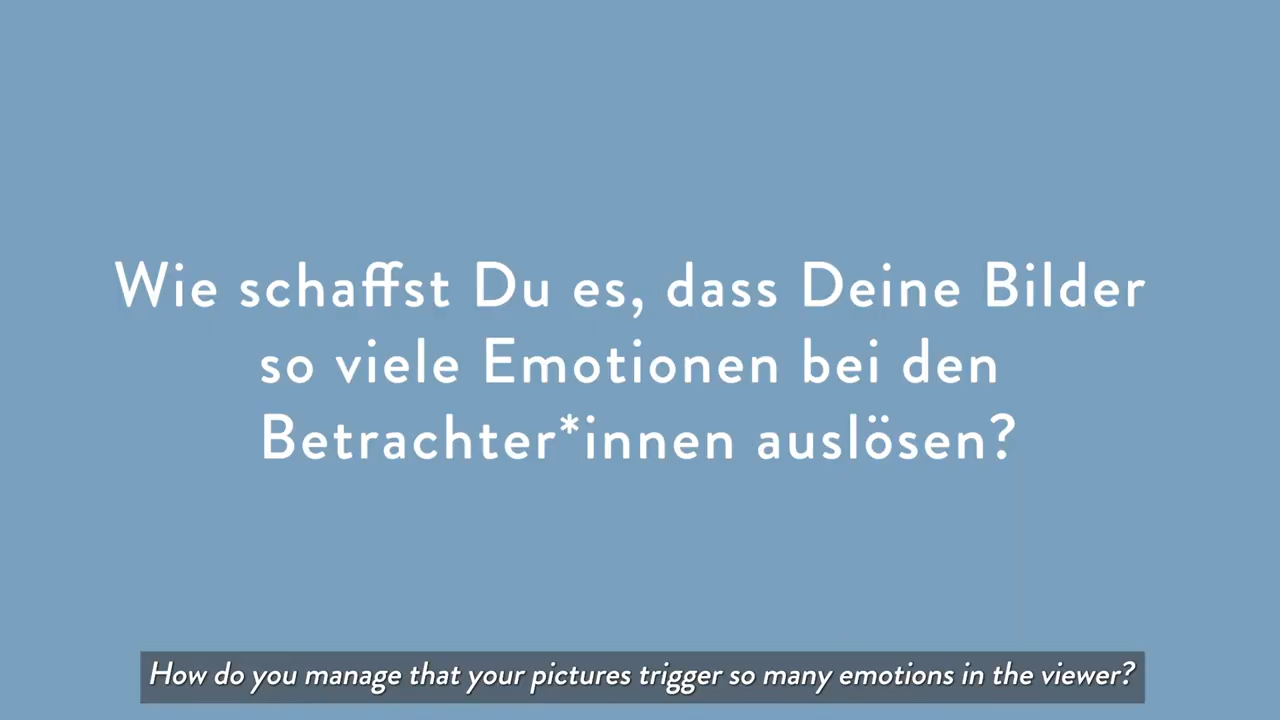 Wie schaffst Du es, dass Deine Bilder
so viele Emotionen bei den
Betrachter*innen auslösen?
How do you manage that your pictures trigger so many emotions in the viewer?